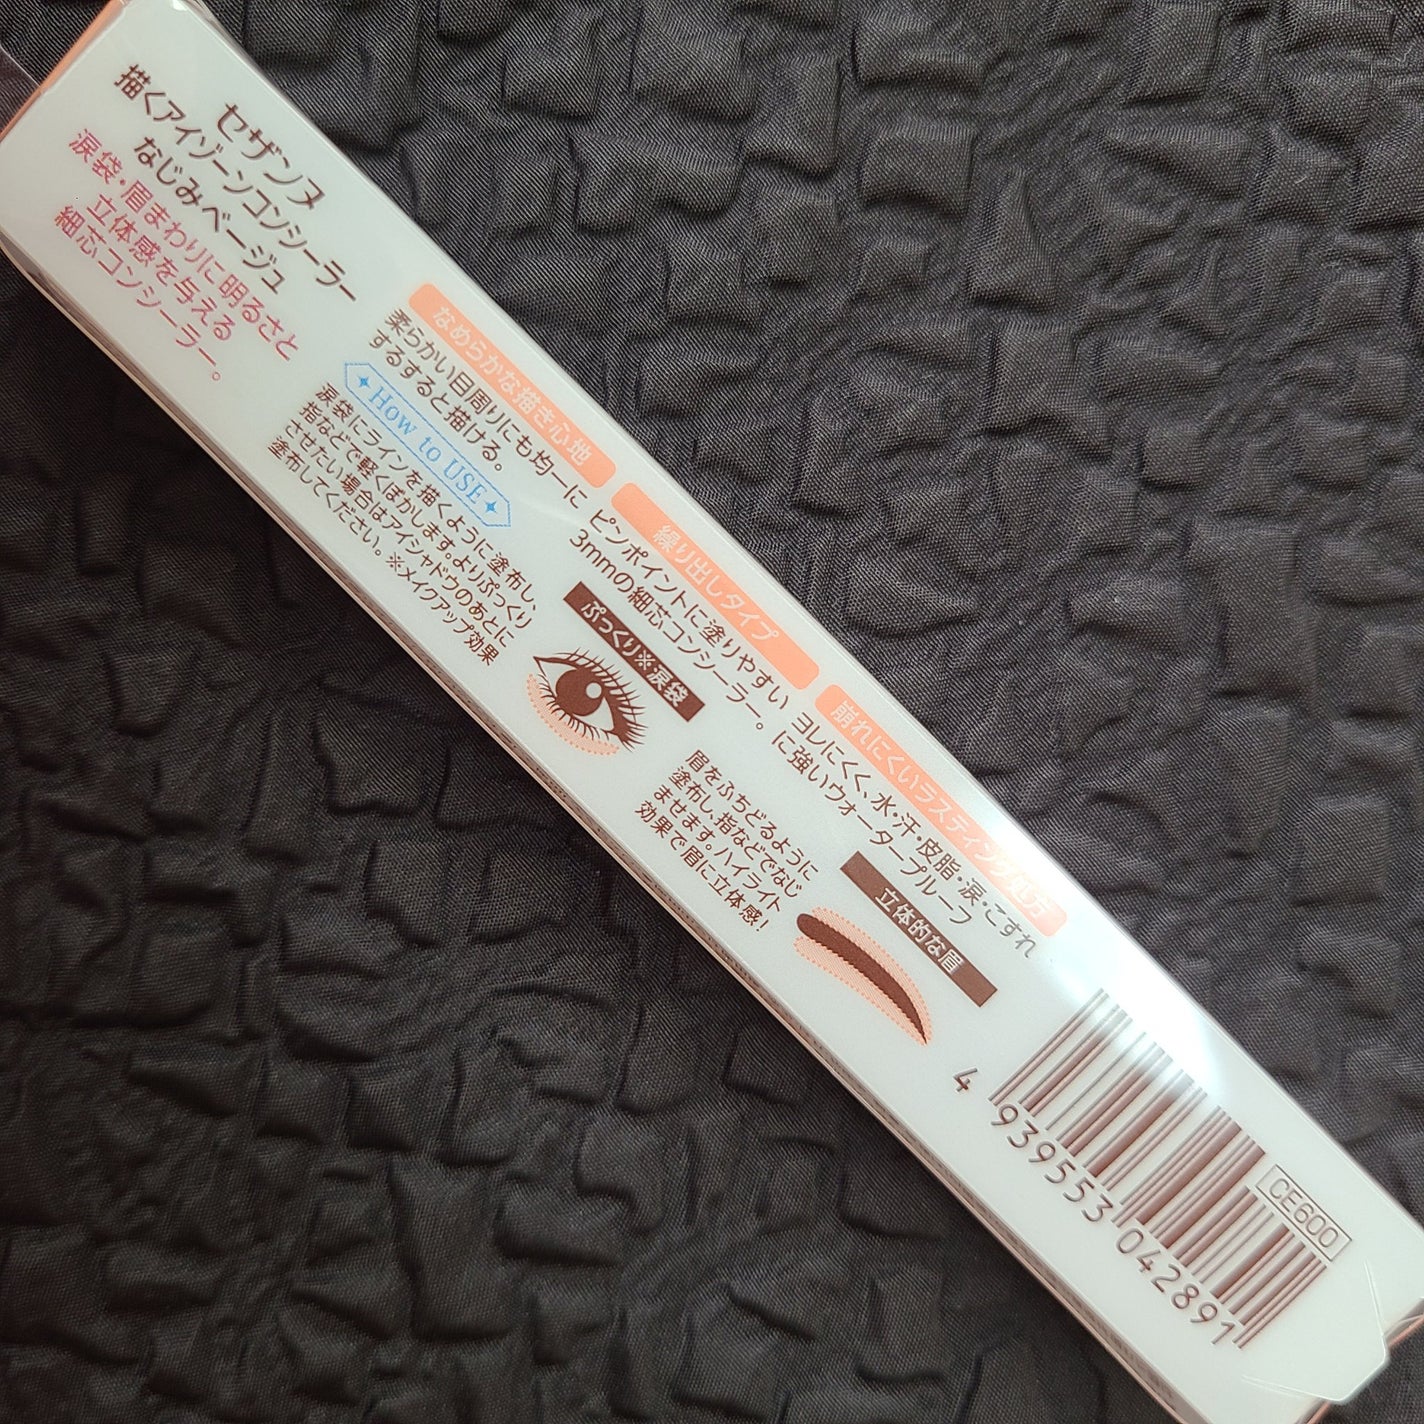 セザンヌ
描くアイゾーンコンシーラー
なじみベージュ
涙袋・眉まわりに明るさと
立体感を与える
細芯コンシーラー。
なめらかな描き心地
柔らかい目周りにも均一に
するすると描ける。
How to USE
涙袋にラインを描くように塗布し、
指などで軽くぼかします。よりぷっくり
させたい場合はアイシャドウのあとに
塗布してください。※メイクアップ効果
繰り出しタイプ
ピンポイントに塗りやすい
3mmの細芯コンシーラー。
ぷっくり※涙袋
崩れにくいラスティング処方
ヨレにくく、水・汗・皮脂・涙・こすれ
に強いウォータープルーフ
立体的な眉
眉をふちどるように
塗布し、指などでなじ
ませます。ハイライト
効果で眉に立体感!
CE600
4 939553 042891